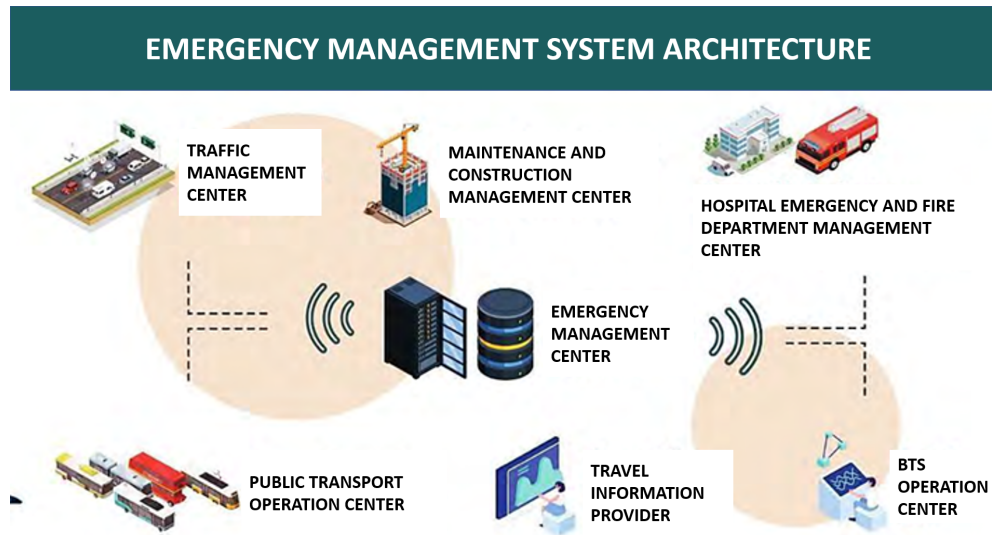 EMERGENCY MANAGEMENT SYSTEM ARCHITECTURE
TRAFFIC
MANAGEMENT
CENTER
MAINTENANCE AND
CONSTRUCTION
MANAGEMENT CENTER
HOSPITAL EMERGENCY AND FIRE
DEPARTMENT MANAGEMENT
CENTER
EMERGENCY
MANAGEMENT
CENTER
PUBLIC TRANSPORT
OPERATION CENTER
TRAVEL
INFORMATION
PROVIDER
BTS
OPERATION
CENTER